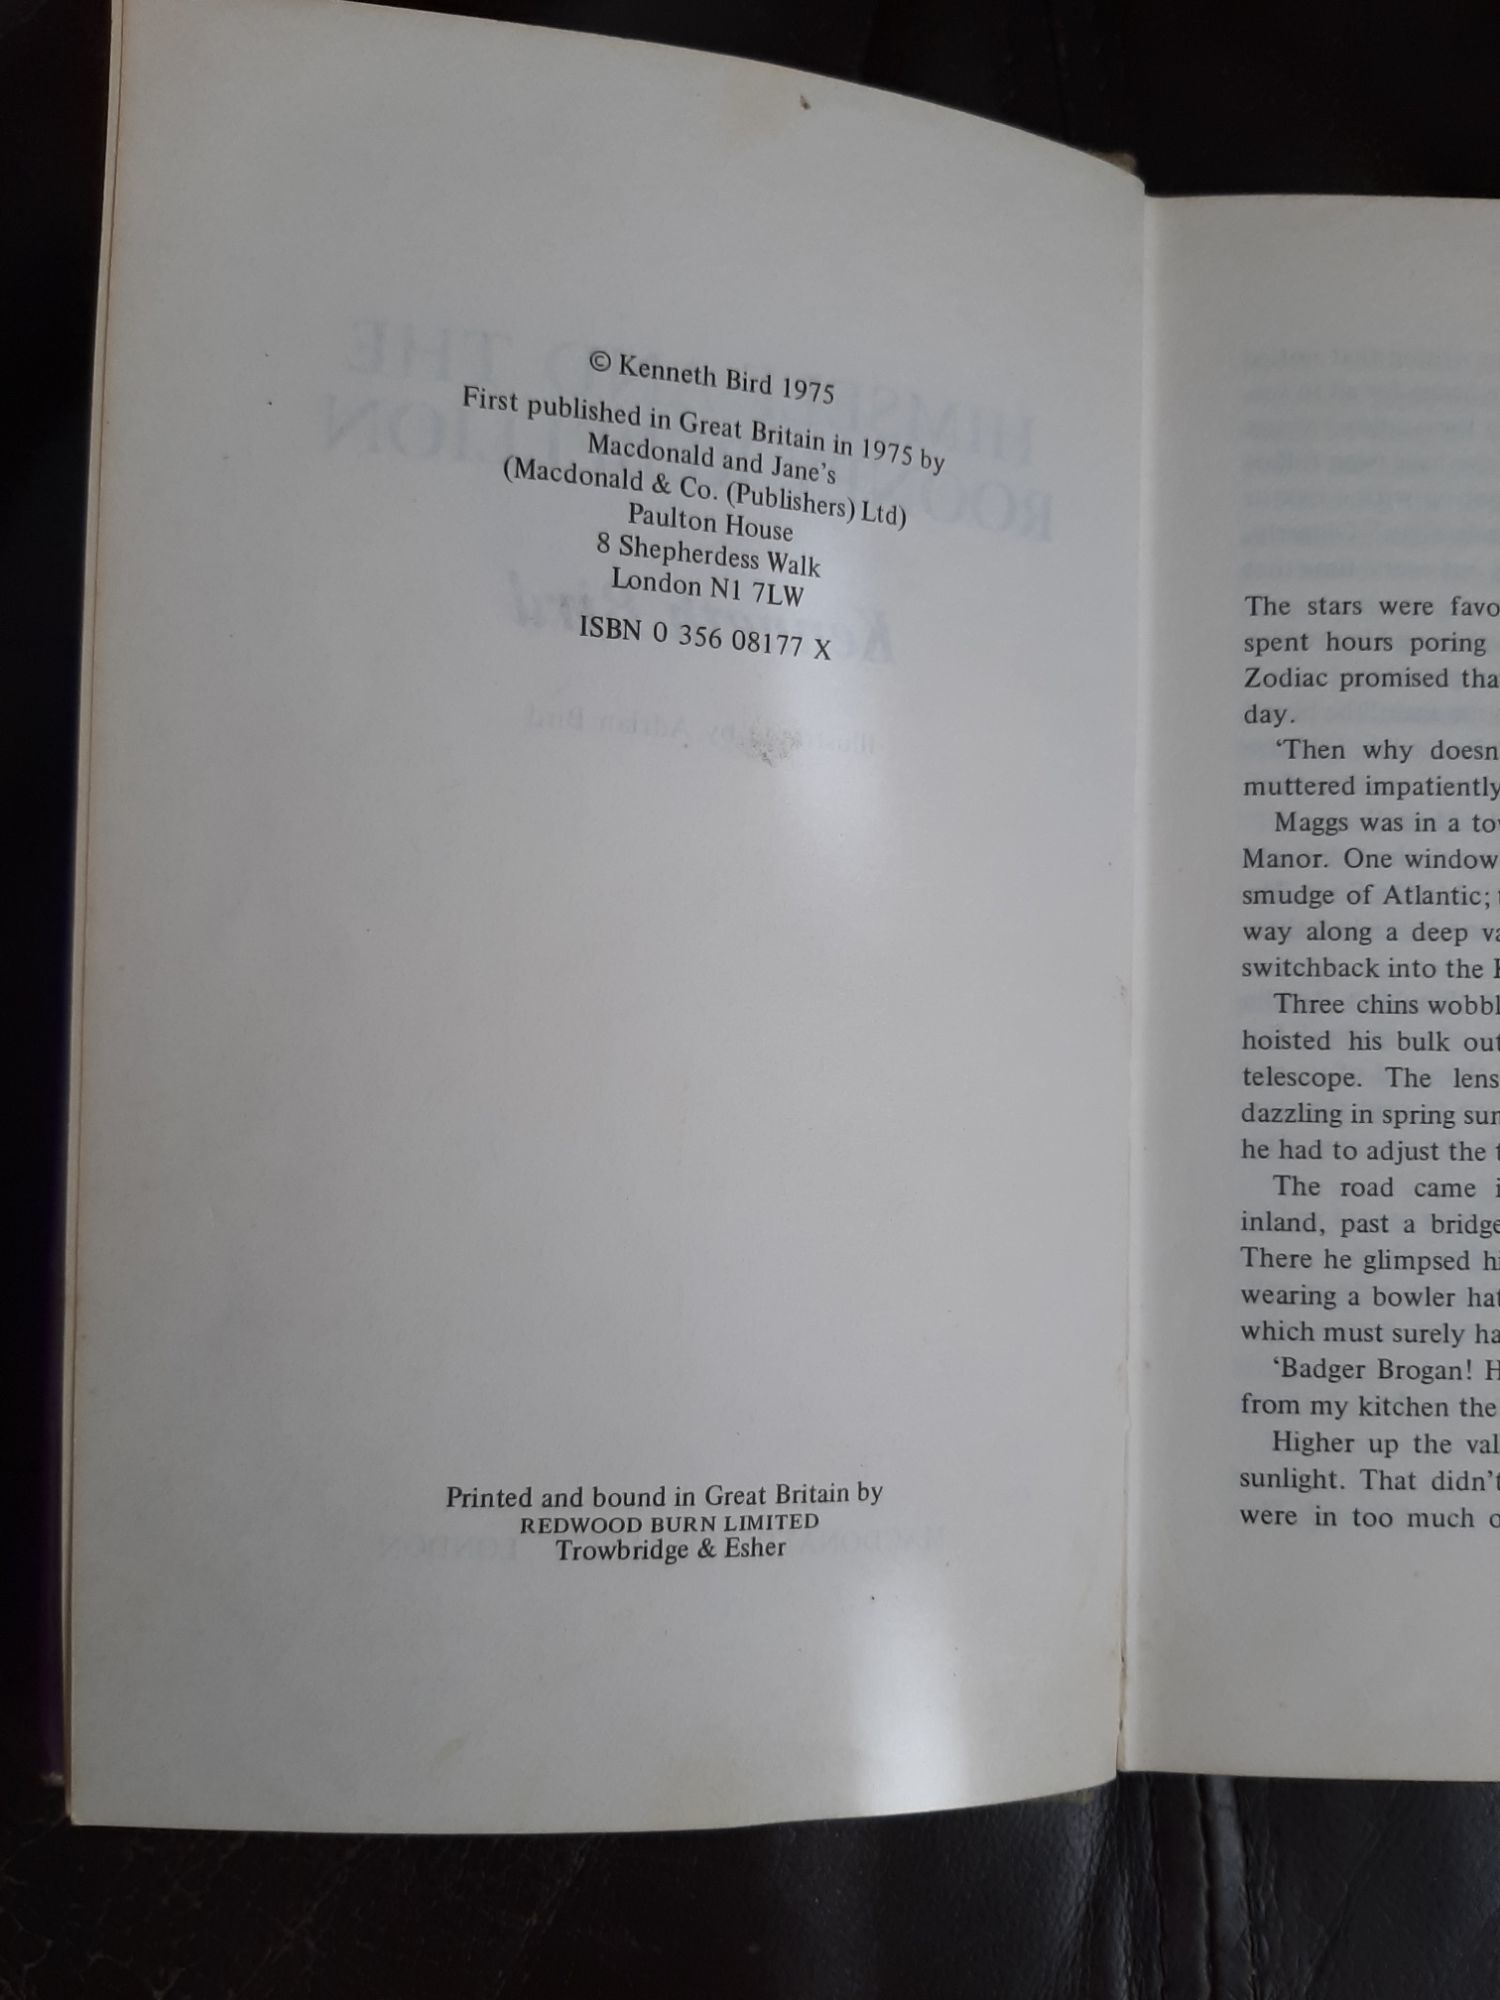 © Kenneth Bird 1975
First published in Great Britain in 1975 by
Macdonald and Jane's
(Macdonald & Co. (Publishers) Ltd)
Paulton House
8 Shepherdess Walk
London N1 7LW
ISBN 0 356 08177 X
Printed and bound in Great Britain by
REDWOOD BURN LIMITED
Trowbridge & Esher
The stars were favo
spent hours poring
Zodiac promised tha
day.
‘Then why doesn
muttered impatiently
Maggs was in a to
Manor. One window
smudge of Atlantic;
way along a deep va
switchback into the
Three chins wobbl
hoisted his bulk out
telescope. The lens
dazzling in spring sun
he had to adjust the t
The road came i
inland, past a bridge
There he glimpsed hi
wearing a bowler hat
which must surely ha
‘Badger Brogan! H
from my kitchen the
Higher up the val
sunlight. That didn’t
were in too much o